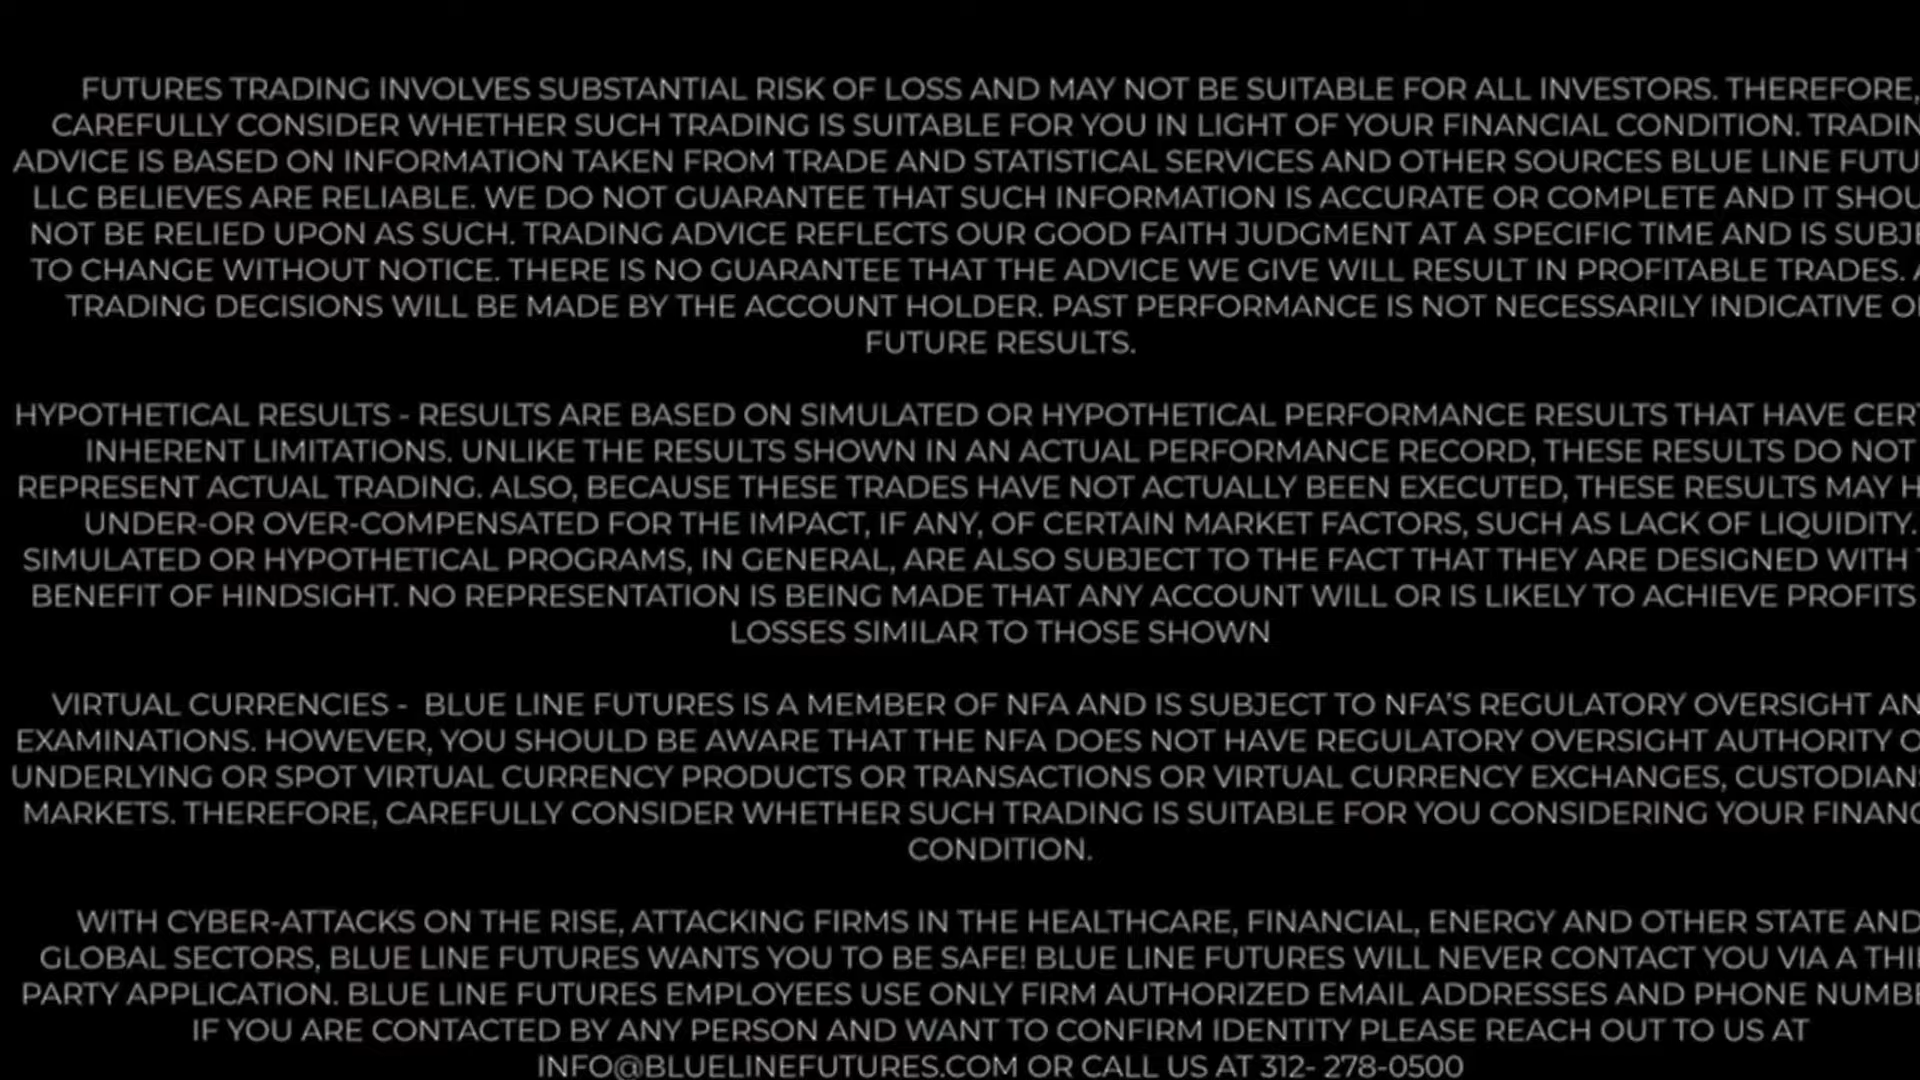 FUTURES TRADING INVOLVES SUBSTANTIAL RISK OF LOSS AND MAY NOT BE SUITABLE FOR ALL INVESTORS. THEREFORE,
CAREFULLY CONSIDER WHETHER SUCH TRADING IS SUITABLE FOR YOU IN LIGHT OF YOUR FINANCIAL CONDITION. TRADIN
ADVICE IS BASED ON INFORMATION TAKEN FROM TRADE AND STATISTICAL SERVICES AND OTHER SOURCES BLUE LINE FUTU
LLC BELIEVES ARE RELIABLE. WE DO NOT GUARANTEE THAT SUCH INFORMATION IS ACCURATE OR COMPLETE AND IT SHOU
NOT BE RELIED UPON AS SUCH. TRADING ADVICE REFLECTS OUR GOOD FAITH JUDGMENT AT A SPECIFIC TIME AND IS SUBJE
TO CHANGE WITHOUT NOTICE. THERE IS NO GUARANTEE THAT THE ADVICE WE GIVE WILL RESULT IN PROFITABLE TRADES. A
TRADING DECISIONS WILL BE MADE BY THE ACCOUNT HOLDER. PAST PERFORMANCE IS NOT NECESSARILY INDICATIVE O
FUTURE RESULTS.
HYPOTHETICAL RESULTS - RESULTS ARE BASED ON SIMULATED OR HYPOTHETICAL PERFORMANCE RESULTS THAT HAVE CER
INHERENT LIMITATIONS. UNLIKE THE RESULTS SHOWN IN AN ACTUAL PERFORMANCE RECORD, THESE RESULTS DO NOT
REPRESENT ACTUAL TRADING. ALSO, BECAUSE THESE TRADES HAVE NOT ACTUALLY BEEN EXECUTED, THESE RESULTS MAY H
UNDER-OR OVER-COMPENSATED FOR THE IMPACT, IF ANY, OF CERTAIN MARKET FACTORS, SUCH AS LACK OF LIQUIDITY.
SIMULATED OR HYPOTHETICAL PROGRAMS, IN GENERAL, ARE ALSO SUBJECT TO THE FACT THAT THEY ARE DESIGNED WITH
BENEFIT OF HINDSIGHT. NO REPRESENTATION IS BEING MADE THAT ANY ACCOUNT WILL OR IS LIKELY TO ACHIEVE PROFITS
LOSSES SIMILAR TO THOSE SHOWN
VIRTUAL CURRENCIES -  BLUE LINE FUTURES IS A MEMBER OF NFA AND IS SUBJECT TO NFA’S REGULATORY OVERSIGHT AN
EXAMINATIONS. HOWEVER, YOU SHOULD BE AWARE THAT THE NFA DOES NOT HAVE REGULATORY OVERSIGHT AUTHORITY O
UNDERLYING OR SPOT VIRTUAL CURRENCY PRODUCTS OR TRANSACTIONS OR VIRTUAL CURRENCY EXCHANGES, CUSTODIAN
MARKETS. THEREFORE, CAREFULLY CONSIDER WHETHER SUCH TRADING IS SUITABLE FOR YOU CONSIDERING YOUR FINANC
CONDITION.
WITH CYBER-ATTACKS ON THE RISE, ATTACKING FIRMS IN THE HEALTHCARE, FINANCIAL, ENERGY AND OTHER STATE AND
GLOBAL SECTORS, BLUE LINE FUTURES WANTS YOU TO BE SAFE! BLUE LINE FUTURES WILL NEVER CONTACT YOU VIA A THI
PARTY APPLICATION. BLUE LINE FUTURES EMPLOYEES USE ONLY FIRM AUTHORIZED EMAIL ADDRESSES AND PHONE NUMBE
IF YOU ARE CONTACTED BY ANY PERSON AND WANT TO CONFIRM IDENTITY PLEASE REACH OUT TO US AT
INFO@BLUELINEFUTURES.COM OR CALL US AT 312- 278-0500